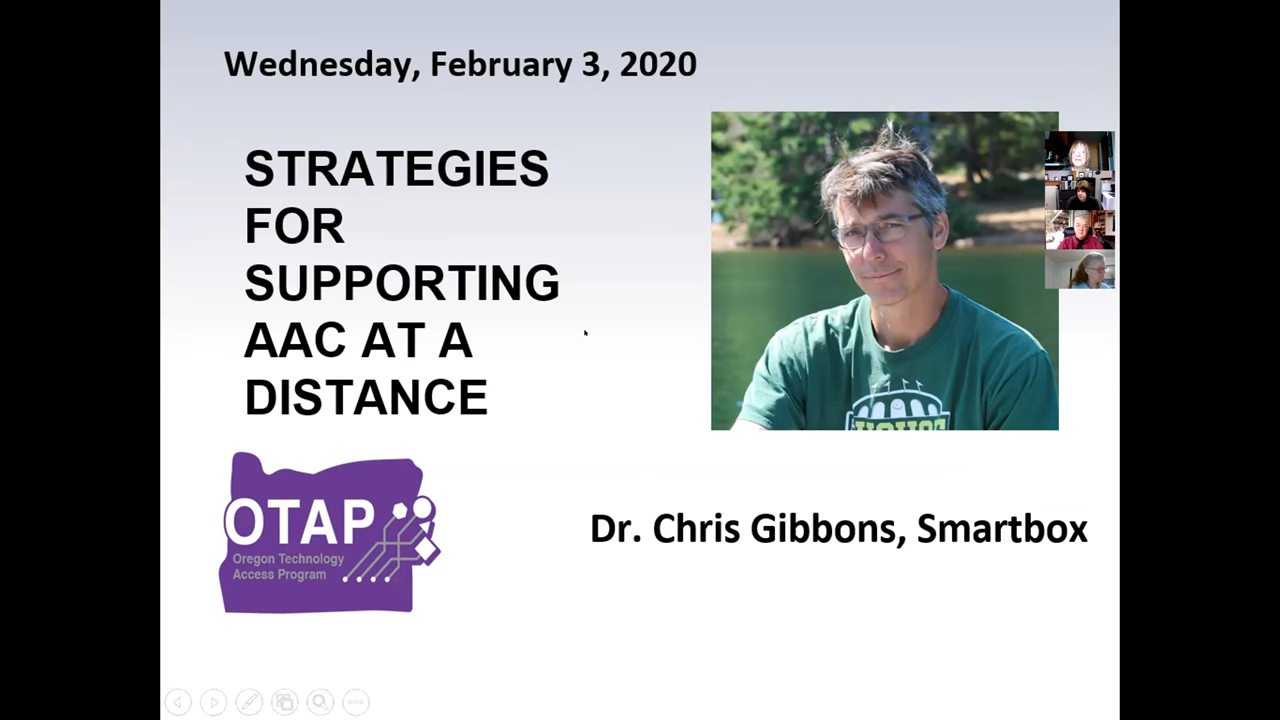 Wednesday, February 3, 2020
STRATEGIES
FOR
SUPPORTING
AAC AT A
DISTANCE
OTAP
Oregon Technology
Access Program
Dr. Chris Gibbons, Smartbox